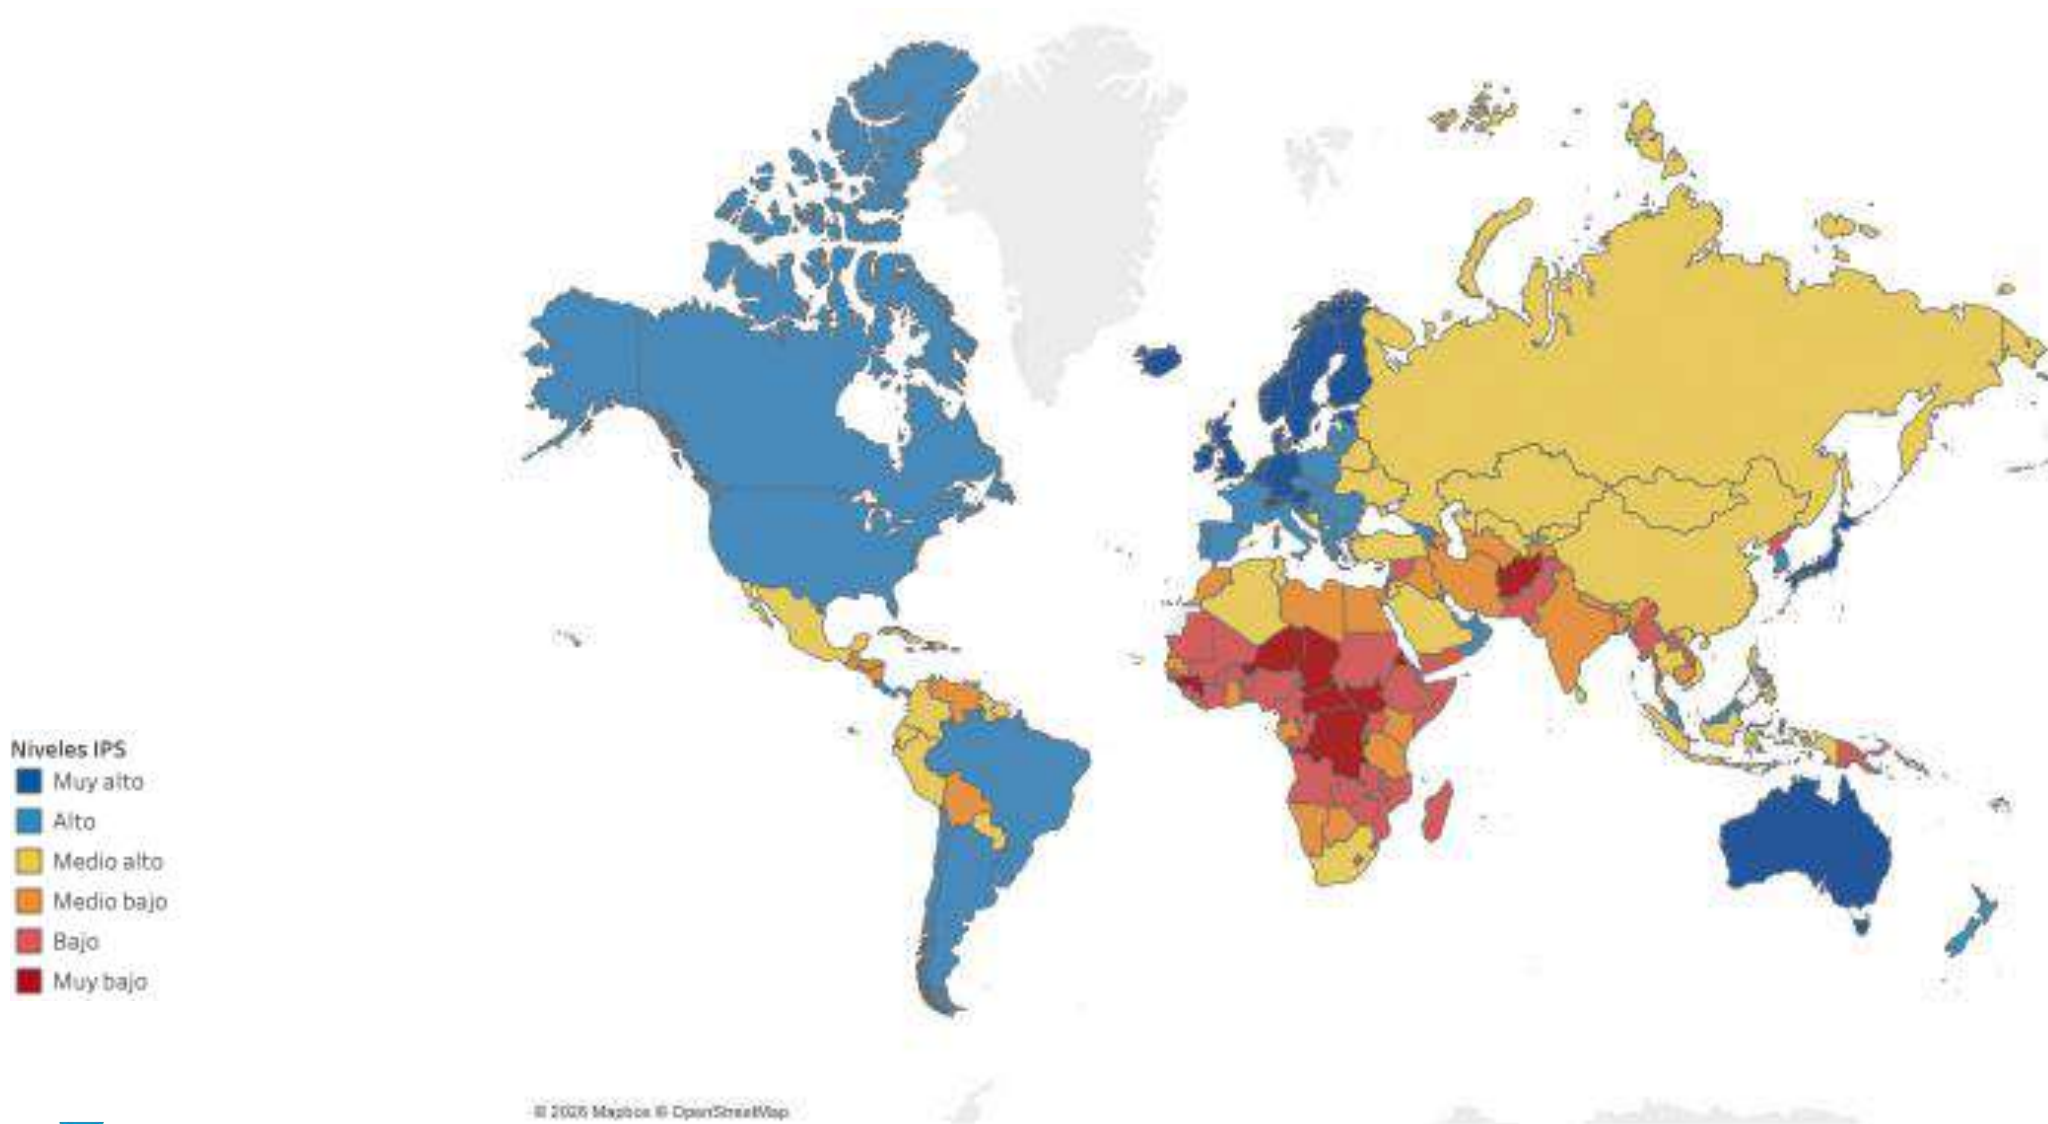 Niveles IPS
Muy alto
Alto
Medio alto
Medio bajo
Bajo
Muy bajo
© 2026 Mapbox © OpenStreetMap